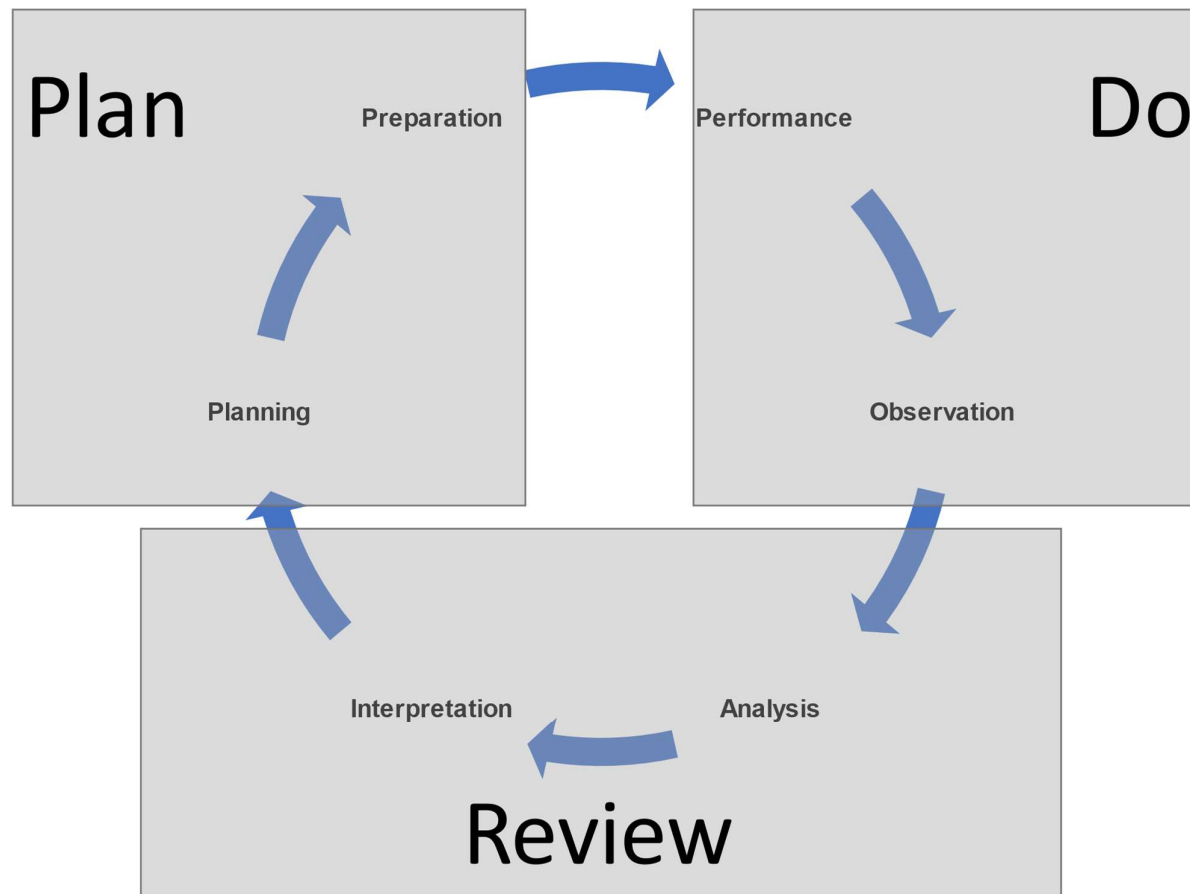 Plan
Preparation
Performance
Do
Planning
Observation
Interpretation
Analysis
Review